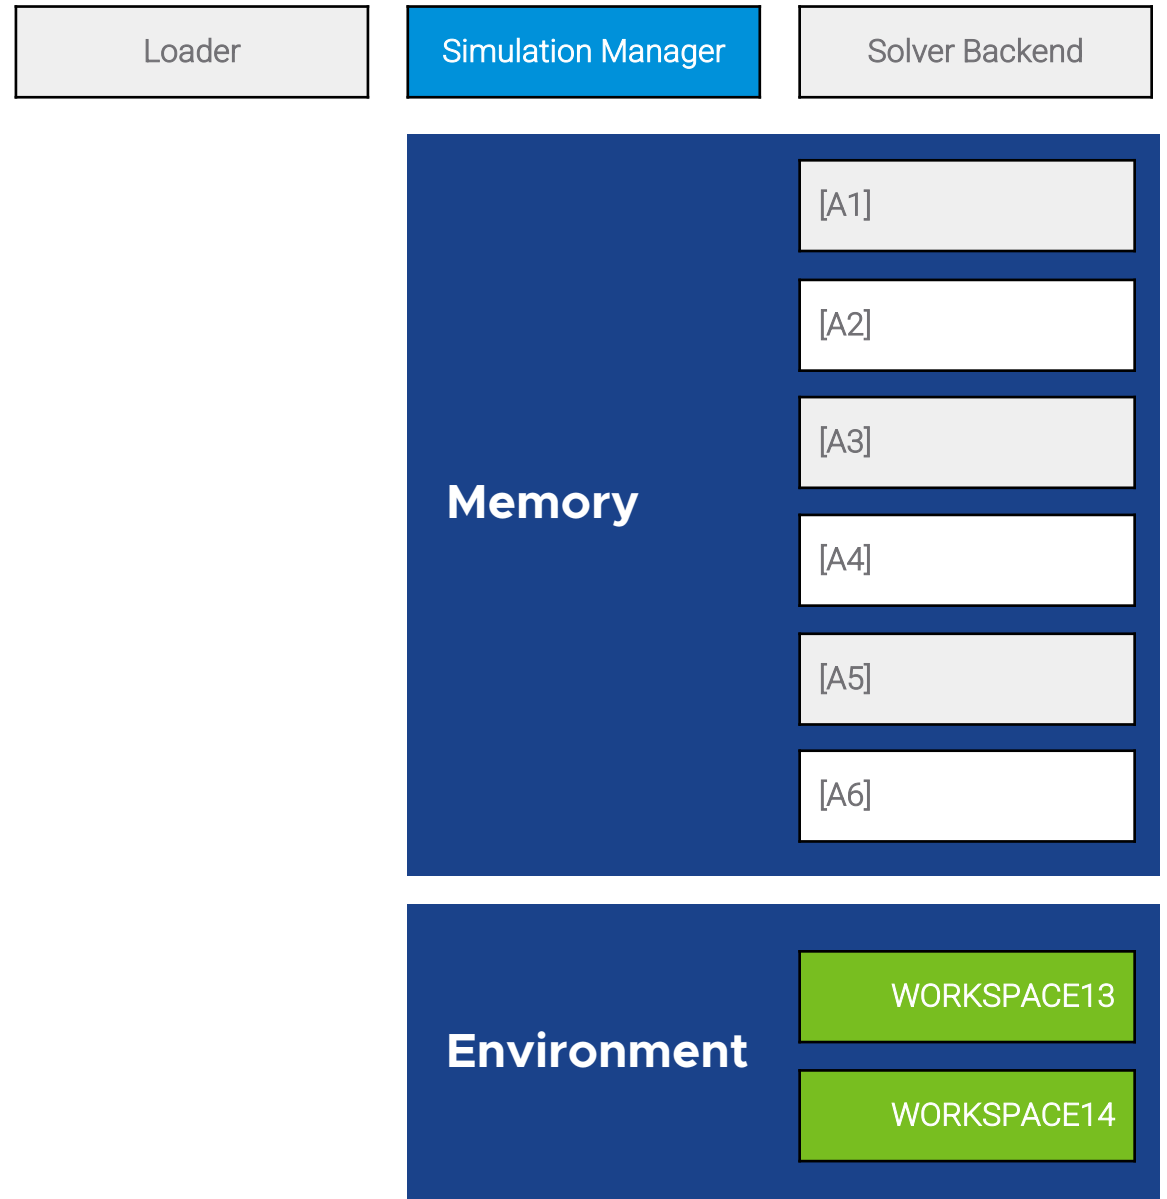 Loader
Simulation Manager
Solver Backend
[A1]
[A2]
[A3]
Memory
[A4]
[A5]
[A6]
WORKSPACE13
Environment
WORKSPACE14